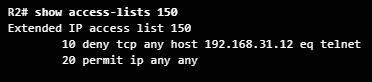 R2# show access-lists 150
Extended IP access list 150
10 deny tcp any host 192.168.31.12 eq telnet
20 permit ip any any